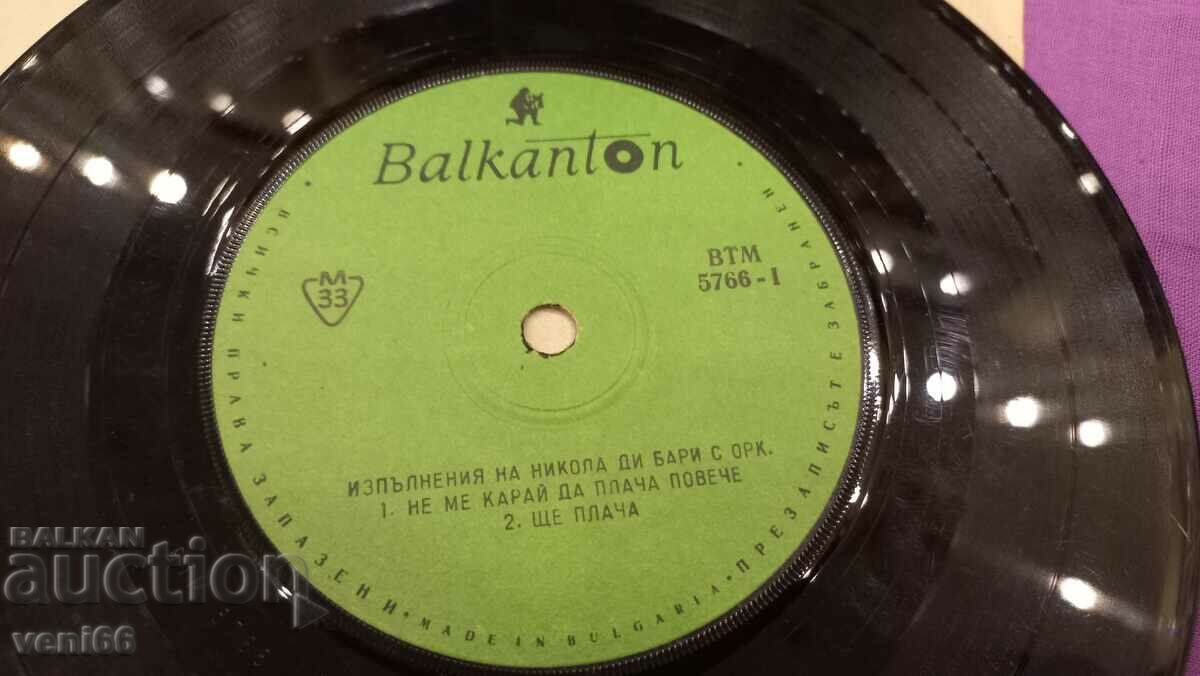 Balkanton
ВТМ
5766-I
M
33
ИЗПЪЛНЕНИЯ НА НИКОЛА ДИ БАРИ С ОРК.
1. НЕ МЕ КАРАЙ ДА ПЛАЧА ПОВЕЧЕ
2. ЩЕ ПЛАЧА
ВСИЧКИ ПРАВА ЗАПАЗЕНИ • MADE IN BULGARIA • ПРЕЗАПИСЪТ Е ЗАБРАНЕН
BALKAN
auction
veni66